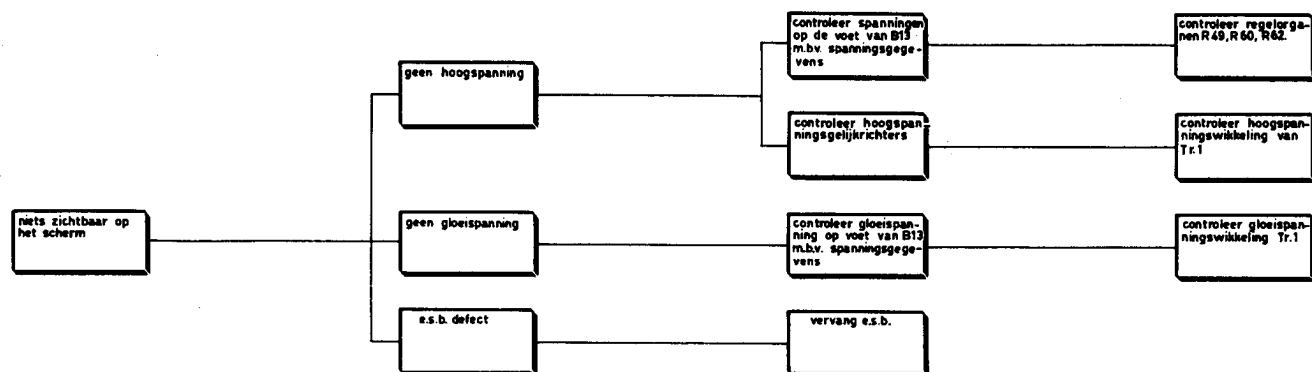 niets zichtbaar op
het scherm
geen hoogspanning
controleer spanningen
op de voet van B13
m.b.v. spanningsgege-
vens
controleer regelorga-
nen R49, R60, R62.
controleer hoogspan-
ningsgelijkrichters
controleer hoogspan-
ningswikkeling van
Tr.1
geen gloeispanning
controleer gloeispan-
ning op voet van B13
m.b.v. spanningsgege-
vens
controleer gloeispan-
ningswikkeling Tr.1
e.s.b. defect
vervang e.s.b.